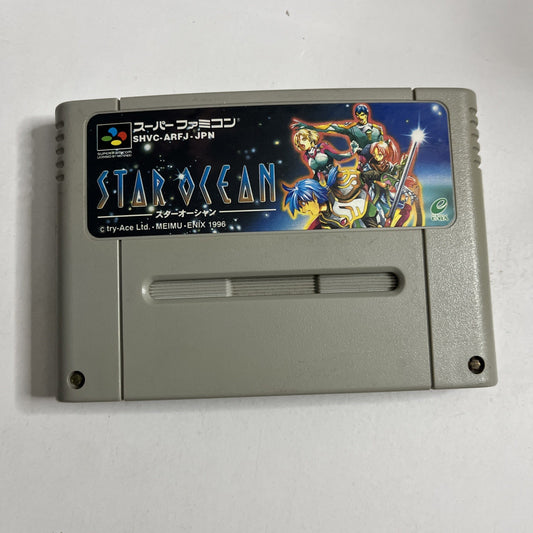 スーパーファミコン
SHVC-ARFJ-JPN
STAR OCEAN
スターオーシャン
© try-Ace Ltd. - MEIMU - ENIX 1996